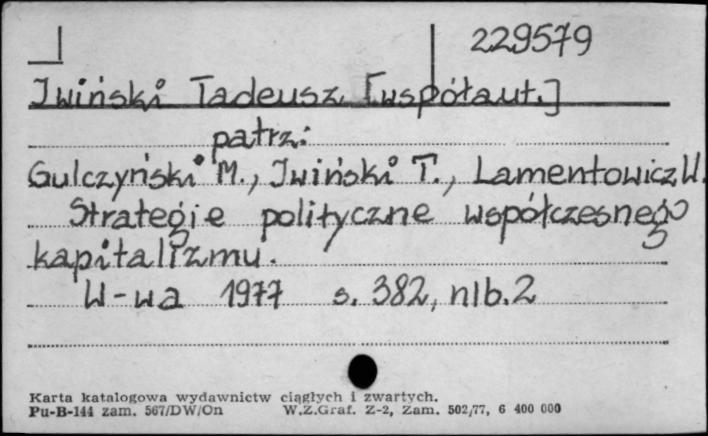 229579
Iwiński Tadeusz [współaut.]
patrz:
Gulczyński M., Iwiński T., Lamentowicz W.
Strategie polityczne współczesnego
kapitalizmu.
W-wa 1977 s. 382, nlb. 2
Karta katalogowa wydawnictw ciągłych i zwartych.
Pu-B-144 zam. 567/DW/On W.Z.Graf. Z-2, Zam. 502/77, 6 400 000